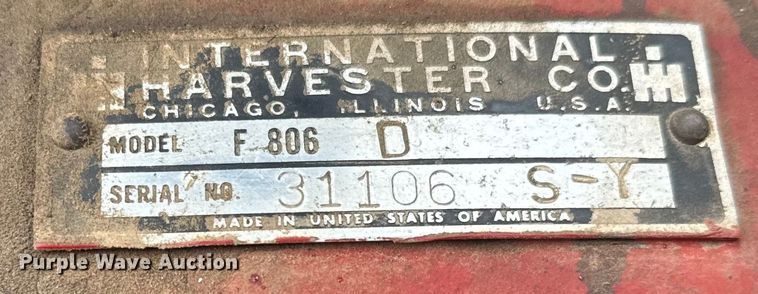 INTERNATIONAL
HARVESTER CO.
CHICAGO, ILLINOIS U.S.A.
MODEL F 806 D
SERIAL NO. 31106 S-Y
MADE IN UNITED STATES OF AMERICA
Purple Wave Auction